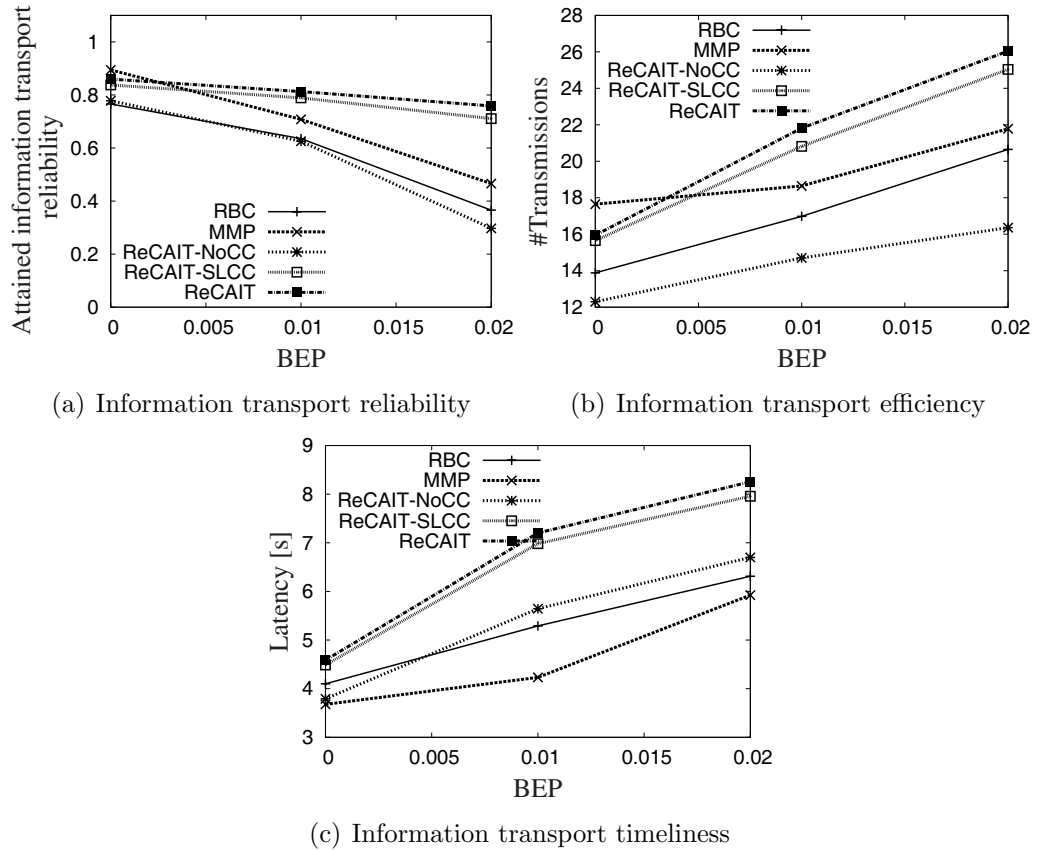 Attained information transport
reliability
1
0.8
0.6
0.4
0.2
0
RBC
MMP
ReCAIT-NoCC
ReCAIT-SLCC
ReCAIT
0 0.005 0.01 0.015 0.02
BEP
(a) Information transport reliability
#Transmissions
28
26
24
22
20
18
16
14
12
RBC
MMP
ReCAIT-NoCC
ReCAIT-SLCC
ReCAIT
0 0.005 0.01 0.015 0.02
BEP
(b) Information transport efficiency
Latency [s]
9
8
7
6
5
4
3
RBC
MMP
ReCAIT-NoCC
ReCAIT-SLCC
ReCAIT
0 0.005 0.01 0.015 0.02
BEP
(c) Information transport timeliness